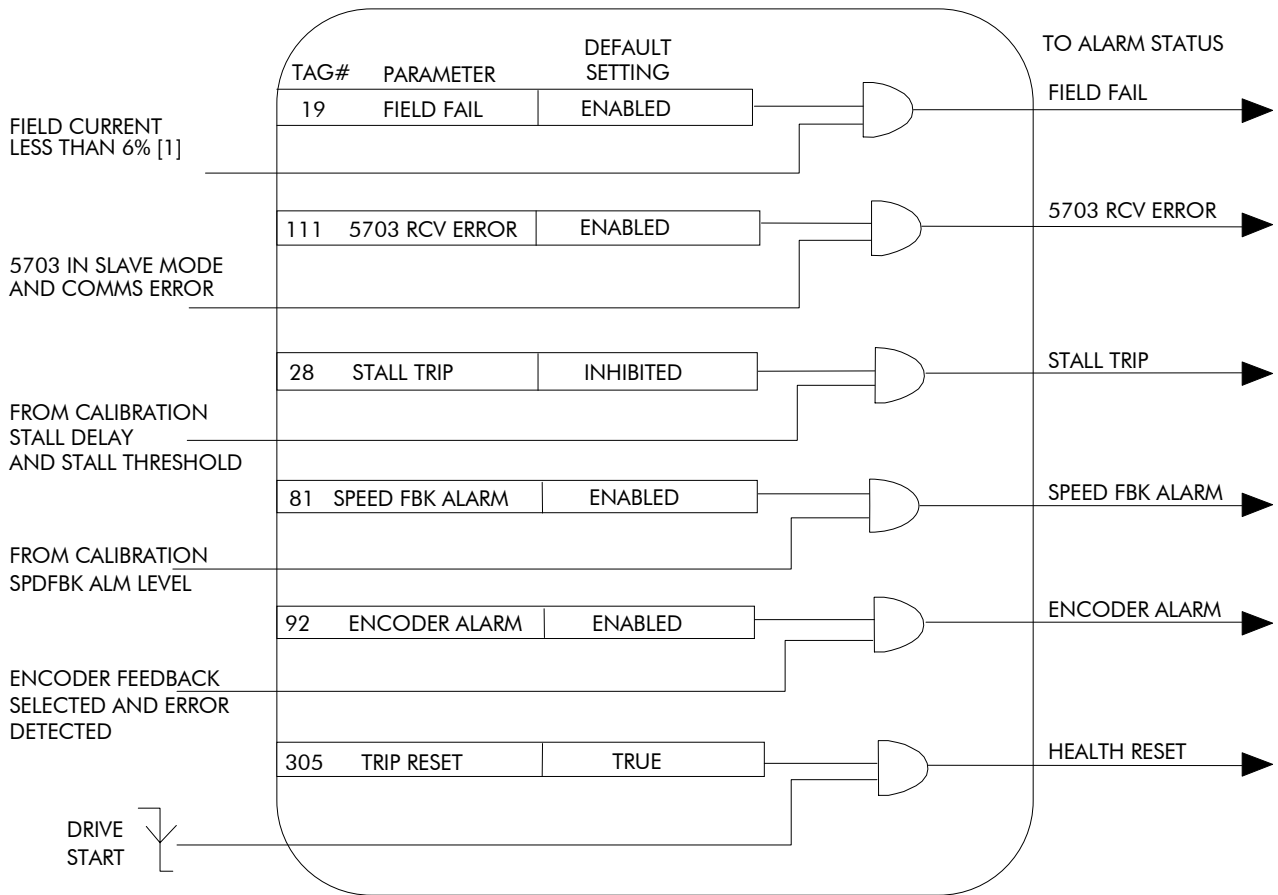 TAG# PARAMETER DEFAULT
SETTING
TO ALARM STATUS
19 FIELD FAIL ENABLED
FIELD FAIL
FIELD CURRENT
LESS THAN 6% [1]
111 5703 RCV ERROR ENABLED
5703 RCV ERROR
5703 IN SLAVE MODE
AND COMMS ERROR
28 STALL TRIP INHIBITED
STALL TRIP
FROM CALIBRATION
STALL DELAY
AND STALL THRESHOLD
81 SPEED FBK ALARM ENABLED
SPEED FBK ALARM
FROM CALIBRATION
SPDFBK ALM LEVEL
92 ENCODER ALARM ENABLED
ENCODER ALARM
ENCODER FEEDBACK
SELECTED AND ERROR
DETECTED
305 TRIP RESET TRUE
HEALTH RESET
DRIVE
START